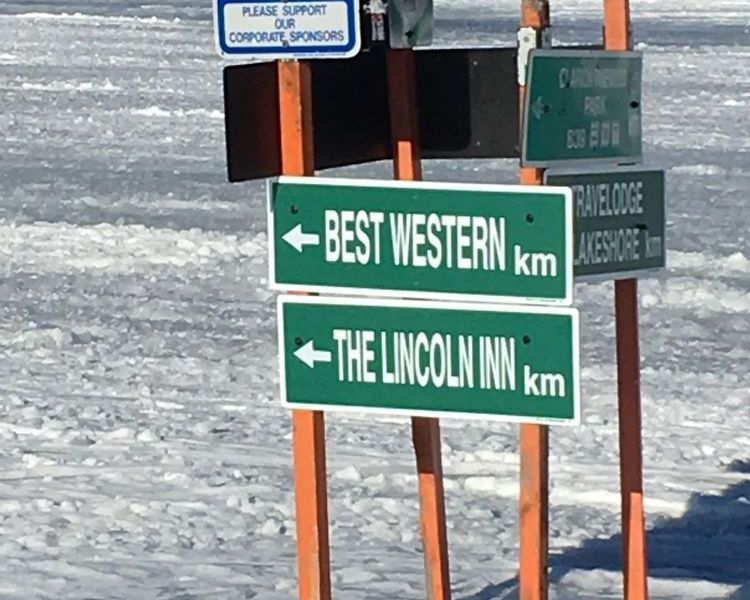 PLEASE SUPPORT
OUR
CORPORATE SPONSORS
PARK
TRAVELODGE
LAKESHORE km
BEST WESTERN km
THE LINCOLN INN km